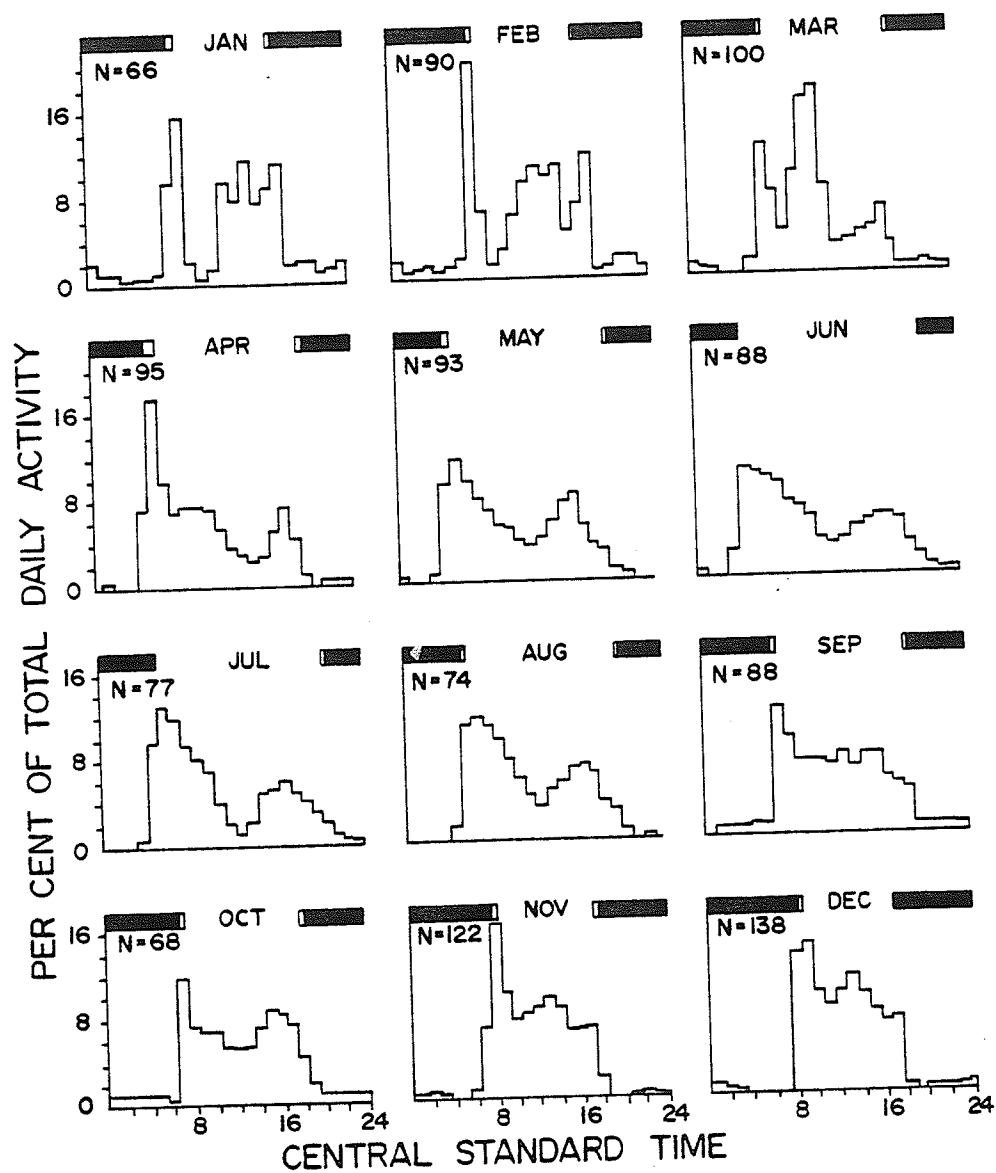 JAN
FEB
MAR
N=66
N=90
N=100
16
8
0
APR
MAY
JUN
N=95
N=93
N=88
16
8
0
JUL
AUG
SEP
N=77
N=74
N=88
16
8
0
OCT
NOV
DEC
N=68
N=122
N=138
16
8
0
8 16 24
8 16 24
8 16 24
PER CENT OF TOTAL DAILY ACTIVITY
CENTRAL STANDARD TIME